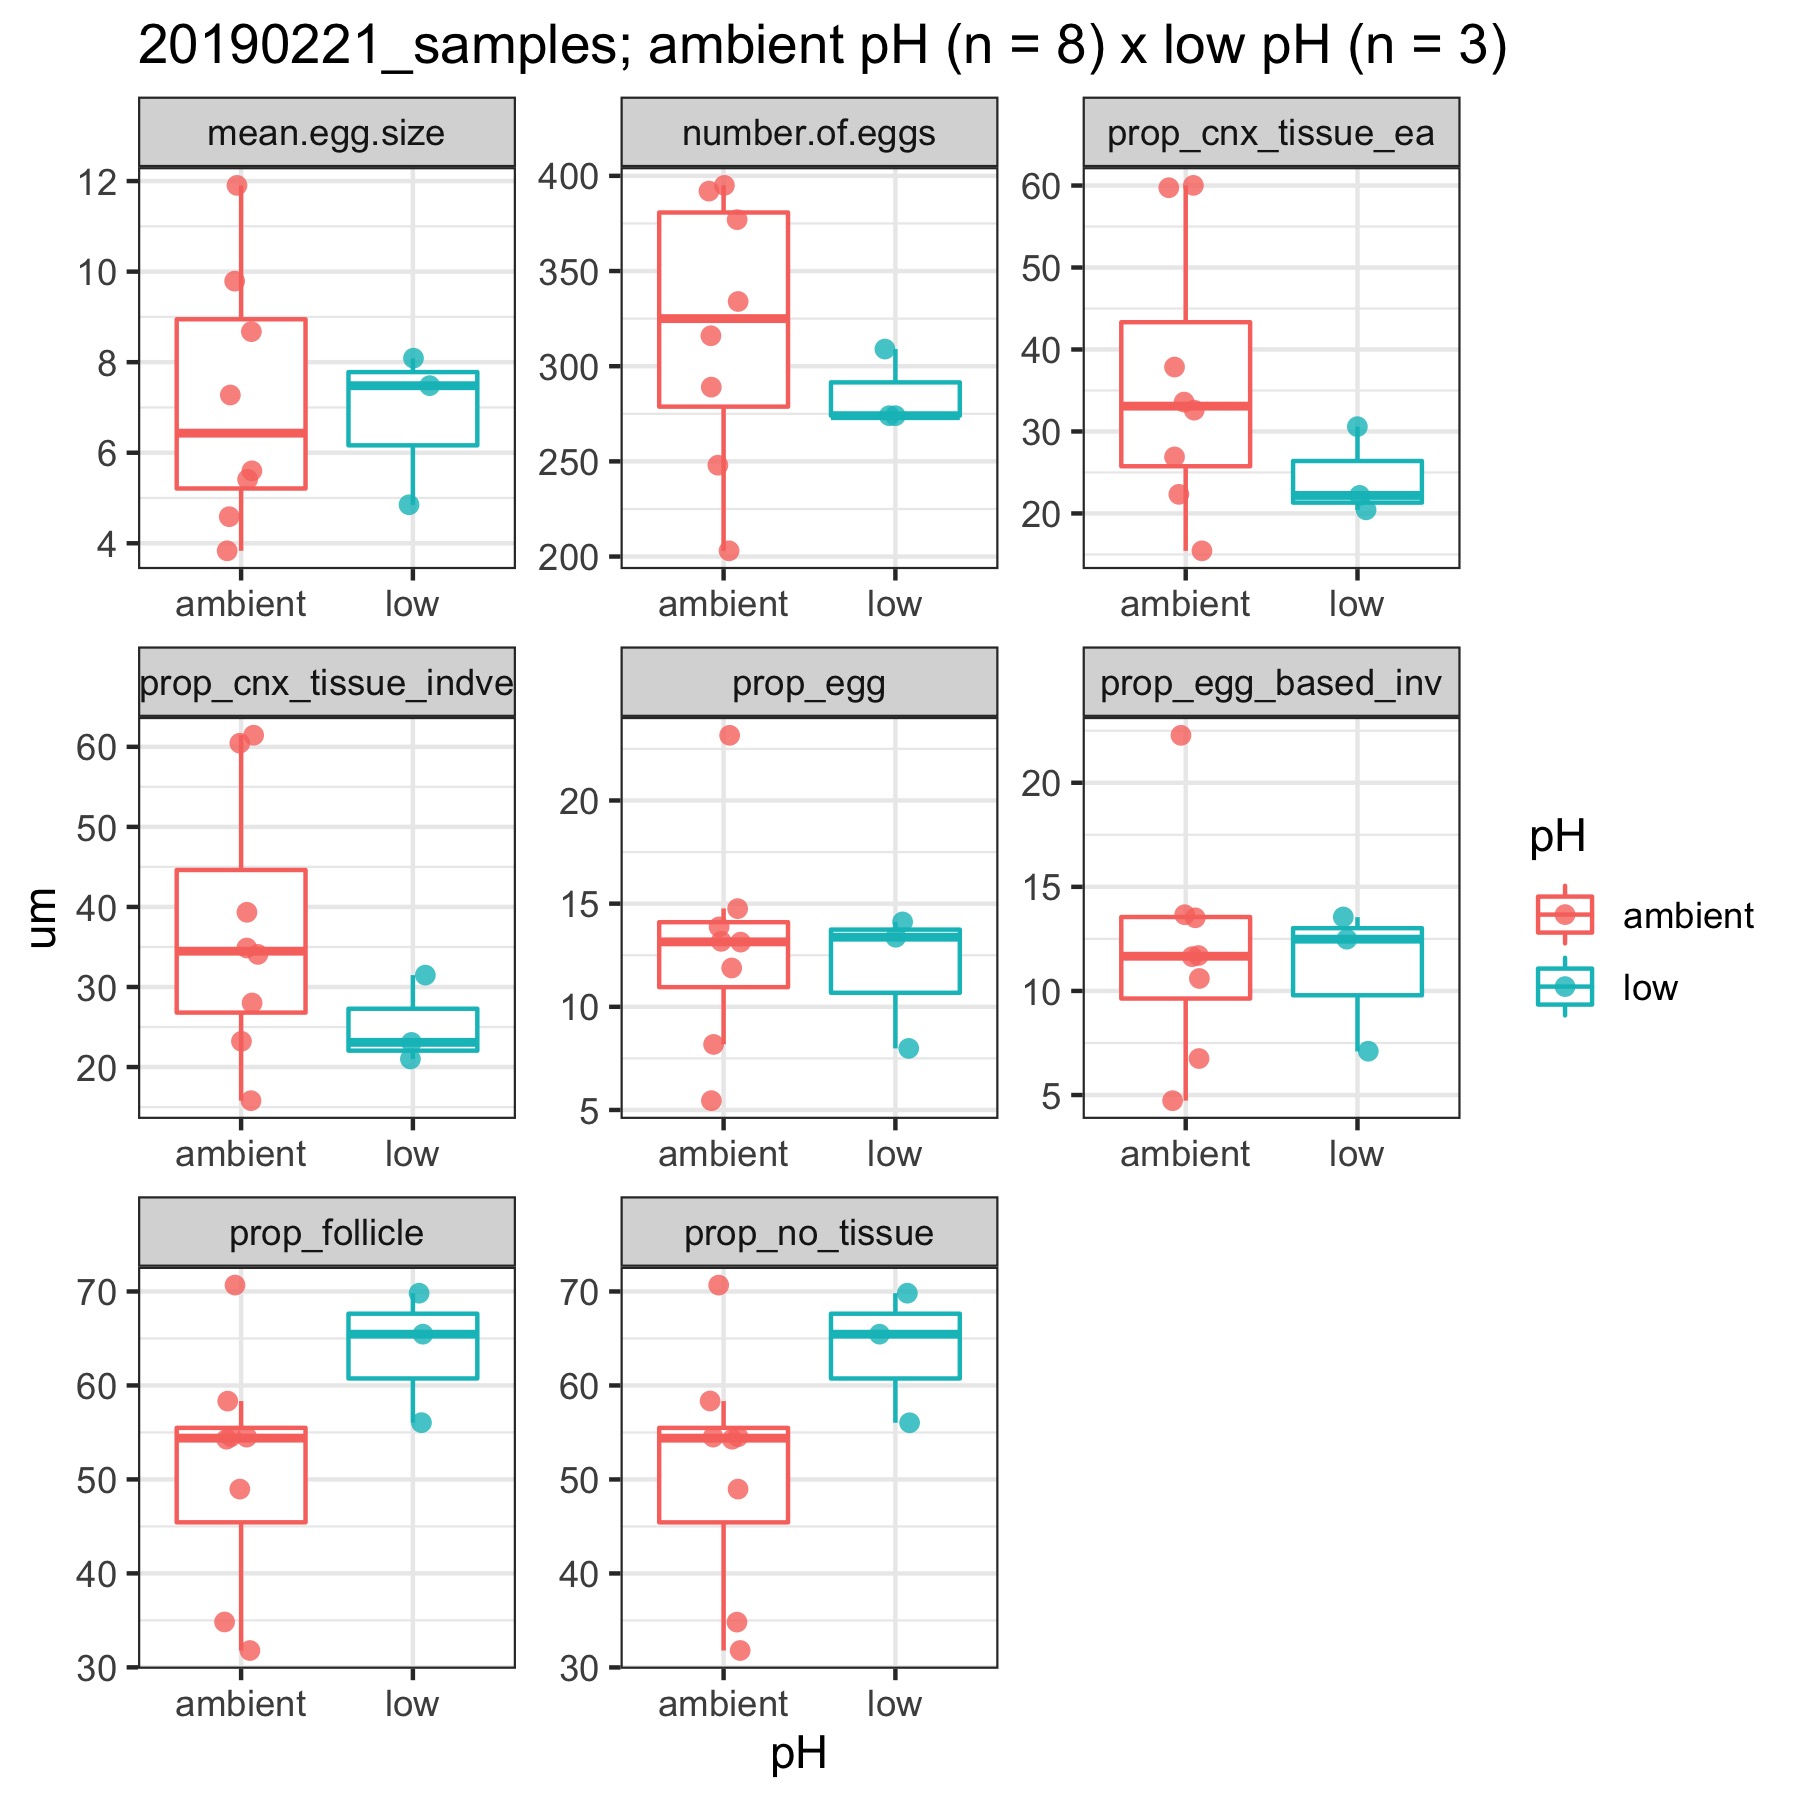 20190221_samples; ambient pH (n = 8) x low pH (n = 3)
mean.egg.size
number.of.eggs
prop_cnx_tissue_ea
12
10
8
6
4
400
350
300
250
200
60
50
40
30
20
ambient low
ambient low
ambient low
prop_cnx_tissue_indve
prop_egg
prop_egg_based_inv
um
60
50
40
30
20
20
15
10
5
20
15
10
5
ambient low
ambient low
ambient low
pH
ambient
low
prop_follicle
prop_no_tissue
70
60
50
40
30
70
60
50
40
30
ambient low
ambient low
pH